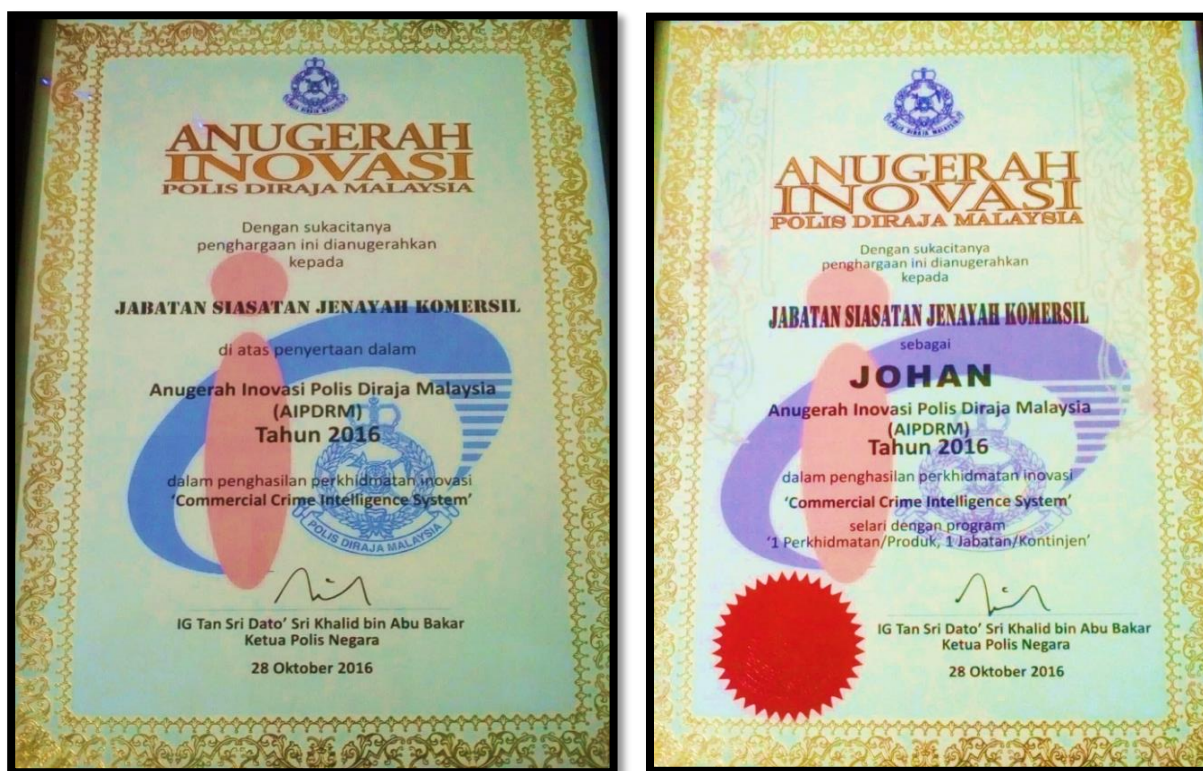 ANUGERAH
INOVASI
POLIS DIRAJA MALAYSIA
Dengan sukacitanya
penghargaan ini dianugerahkan
kepada
JABATAN SIASATAN JENAYAH KOMERSIL
di atas penyertaan dalam
Anugerah Inovasi Polis Diraja Malaysia
(AIPDRM)
Tahun 2016
dalam penghasilan perkhidmatan inovasi
'Commercial Crime Intelligence System'
POLIS DIRAJA MALAYSIA
IG Tan Sri Dato' Sri Khalid bin Abu Bakar
Ketua Polis Negara
28 Oktober 2016
POLIS DIRAJA MALAYSIA
ANUGERAH
INOVASI
POLIS DIRAJA MALAYSIA
Dengan sukacitanya
penghargaan ini dianugerahkan
kepada
JABATAN SIASATAN JENAYAH KOMERSIL
sebagai
JOHAN
Anugerah Inovasi Polis Diraja Malaysia
(AIPDRM)
Tahun 2016
dalam penghasilan perkhidmatan inovasi
'Commercial Crime Intelligence System'
selari dengan program
'1 Perkhidmatan/Produk, 1 Jabatan/Kontinjen'
IG Tan Sri Dato' Sri Khalid bin Abu Bakar
Ketua Polis Negara
28 Oktober 2016